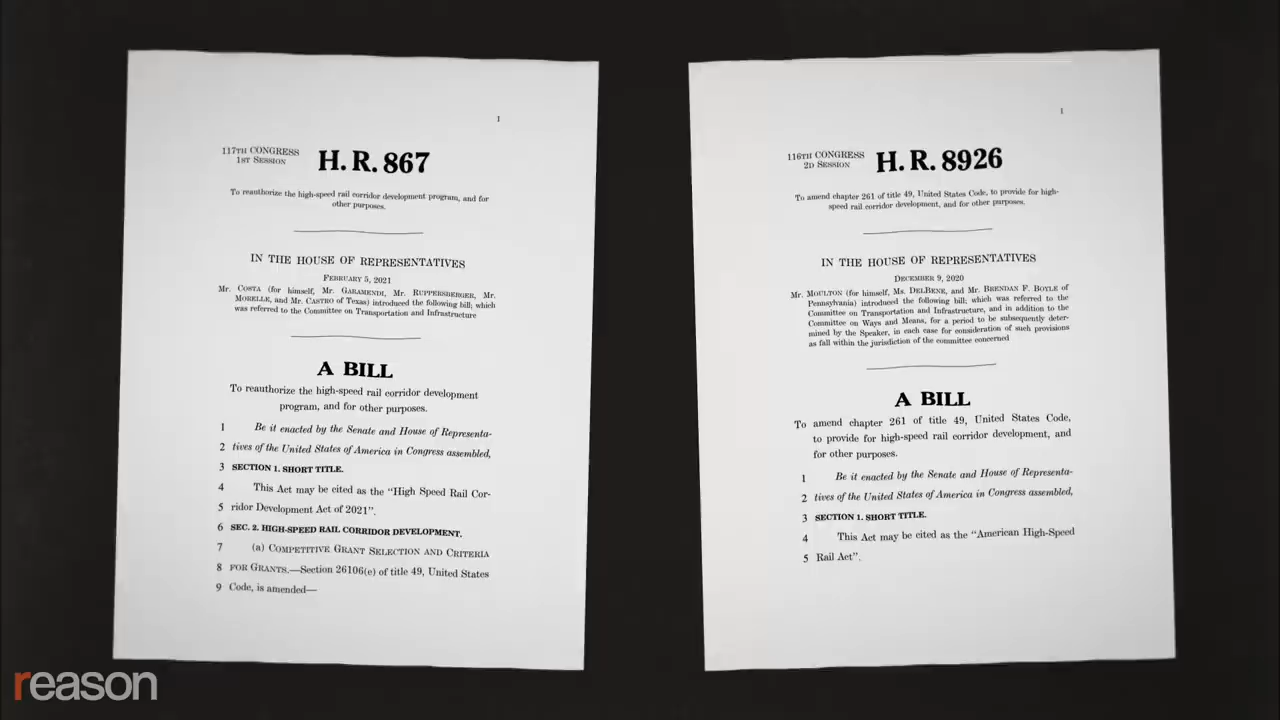 1
117TH CONGRESS
1ST SESSION
H. R. 867
To reauthorize the high-speed rail corridor development program, and for
other purposes.
IN THE HOUSE OF REPRESENTATIVES
FEBRUARY 5, 2021
Mr. COSTA (for himself, Mr. GARAMENDI, Mr. RUPPERSBERGER, Mr.
MORELLE, and Mr. CASTRO of Texas) introduced the following bill; which
was referred to the Committee on Transportation and Infrastructure
A BILL
To reauthorize the high-speed rail corridor development
program, and for other purposes.
1 Be it enacted by the Senate and House of Representa-
2 tives of the United States of America in Congress assembled,
3 SECTION 1. SHORT TITLE.
4 This Act may be cited as the “High Speed Rail Cor-
5 ridor Development Act of 2021”.
6 SEC. 2. HIGH-SPEED RAIL CORRIDOR DEVELOPMENT.
7 (a) COMPETITIVE GRANT SELECTION AND CRITERIA
8 FOR GRANTS.—Section 26106(e) of title 49, United States
9 Code, is amended—
1
116TH CONGRESS
2D SESSION
H. R. 8926
To amend chapter 261 of title 49, United States Code, to provide for high-
speed rail corridor development, and for other purposes.
IN THE HOUSE OF REPRESENTATIVES
DECEMBER 9, 2020
Mr. MOULTON (for himself, Ms. DELBENE, and Mr. BRENDAN F. BOYLE of
Pennsylvania) introduced the following bill; which was referred to the
Committee on Transportation and Infrastructure, and in addition to the
Committee on Ways and Means, for a period to be subsequently deter-
mined by the Speaker, in each case for consideration of such provisions
as fall within the jurisdiction of the committee concerned
A BILL
To amend chapter 261 of title 49, United States Code,
to provide for high-speed rail corridor development, and
for other purposes.
1 Be it enacted by the Senate and House of Representa-
2 tives of the United States of America in Congress assembled,
3 SECTION 1. SHORT TITLE.
4 This Act may be cited as the “American High-Speed
5 Rail Act”.
reason